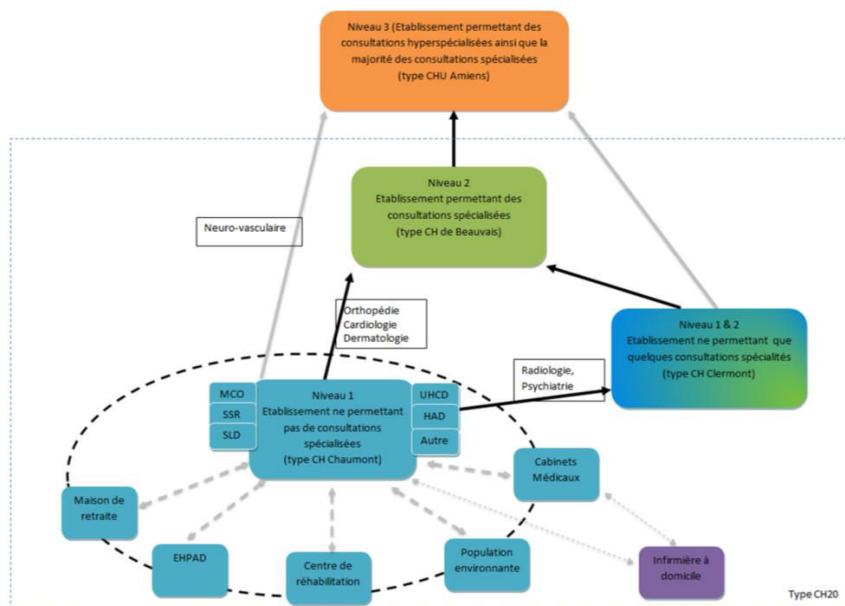 Niveau 3 (Etablissement permettant des
consultations hyperspécialisées ainsi que la
majorité des consultations spécialisées
(type CHU Amiens)
Niveau 2
Etablissement permettant des
consultations spécialisées
(type CH de Beauvais)
Neuro-vasculaire
Orthopédie
Cardiologie
Dermatologie
Niveau 1 & 2
Etablissement ne permettant que
quelques consultations spécialités
(type CH Clermont)
Radiologie,
Psychiatrie
MCO
SSR
SLD
Niveau 1
Etablissement ne permettant
pas de consultations
spécialisées
(type CH Chaumont)
UHCD
HAD
Autre
Cabinets
Médicaux
Maison de
retraite
EHPAD
Centre de
réhabilitation
Population
environnante
Infirmière à
domicile
Type CH20